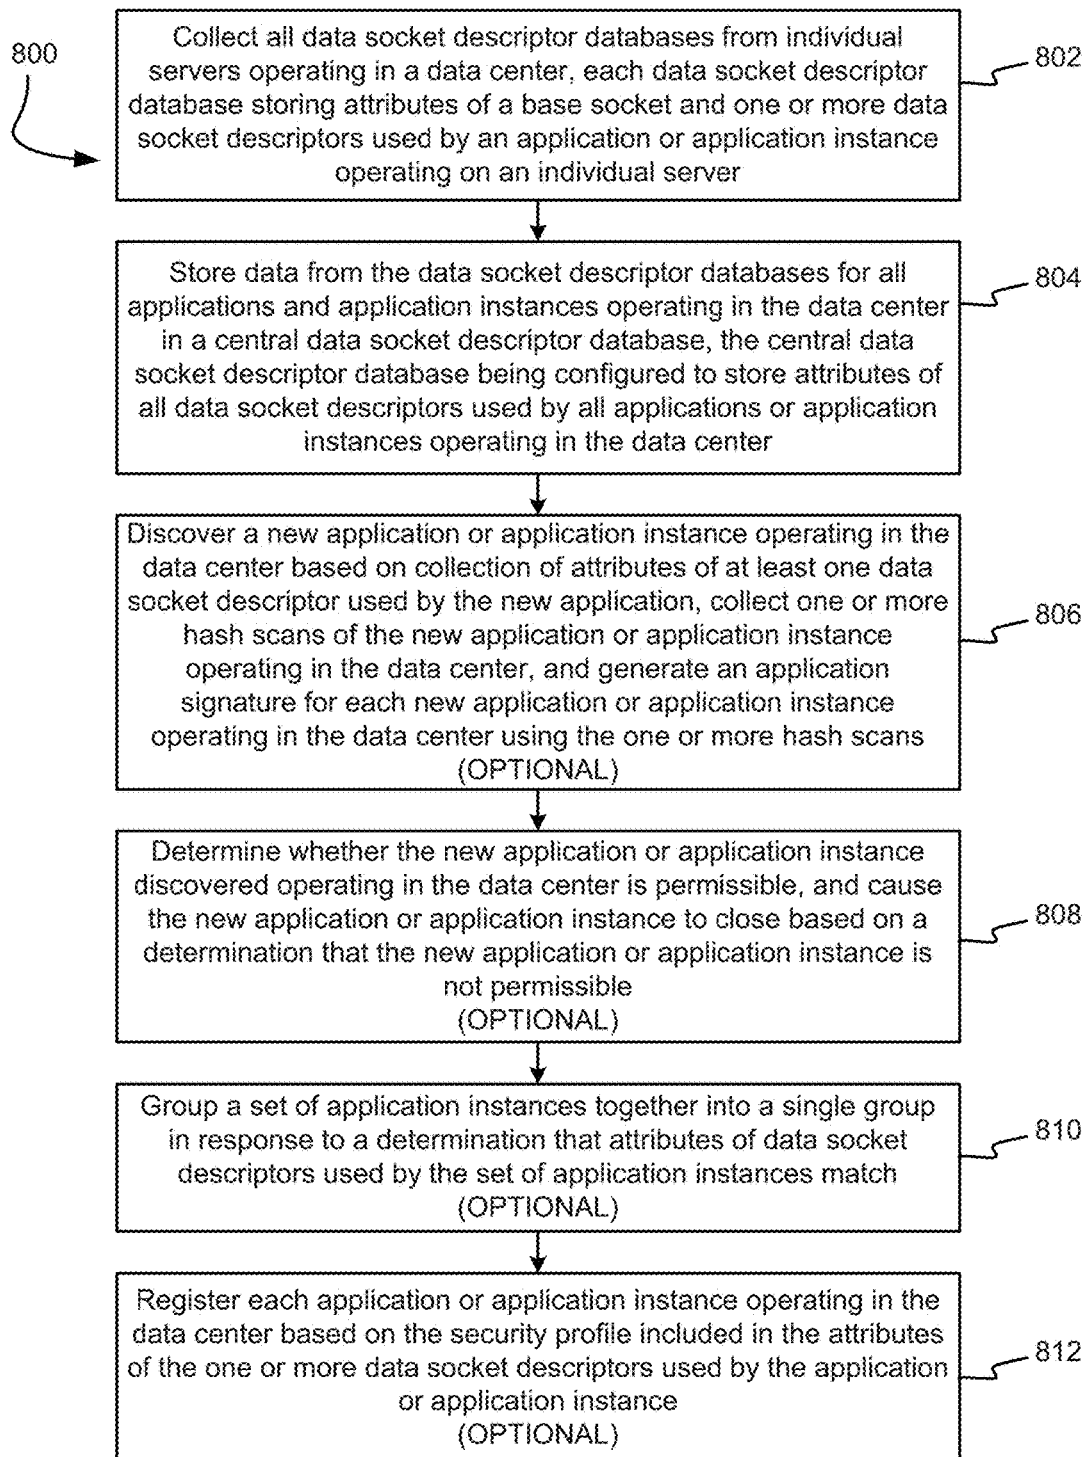 800
Collect all data socket descriptor databases from individual
servers operating in a data center, each data socket descriptor
database storing attributes of a base socket and one or more data
socket descriptors used by an application or application instance
operating on an individual server
802
Store data from the data socket descriptor databases for all
applications and application instances operating in the data center
in a central data socket descriptor database, the central data
socket descriptor database being configured to store attributes of
all data socket descriptors used by all applications or application
instances operating in the data center
804
Discover a new application or application instance operating in the
data center based on collection of attributes of at least one data
socket descriptor used by the new application, collect one or more
hash scans of the new application or application instance
operating in the data center, and generate an application
signature for each new application or application instance
operating in the data center using the one or more hash scans
(OPTIONAL)
806
Determine whether the new application or application instance
discovered operating in the data center is permissible, and cause
the new application or application instance to close based on a
determination that the new application or application instance is
not permissible
(OPTIONAL)
808
Group a set of application instances together into a single group
in response to a determination that attributes of data socket
descriptors used by the set of application instances match
(OPTIONAL)
810
Register each application or application instance operating in the
data center based on the security profile included in the attributes
of the one or more data socket descriptors used by the application
or application instance
(OPTIONAL)
812